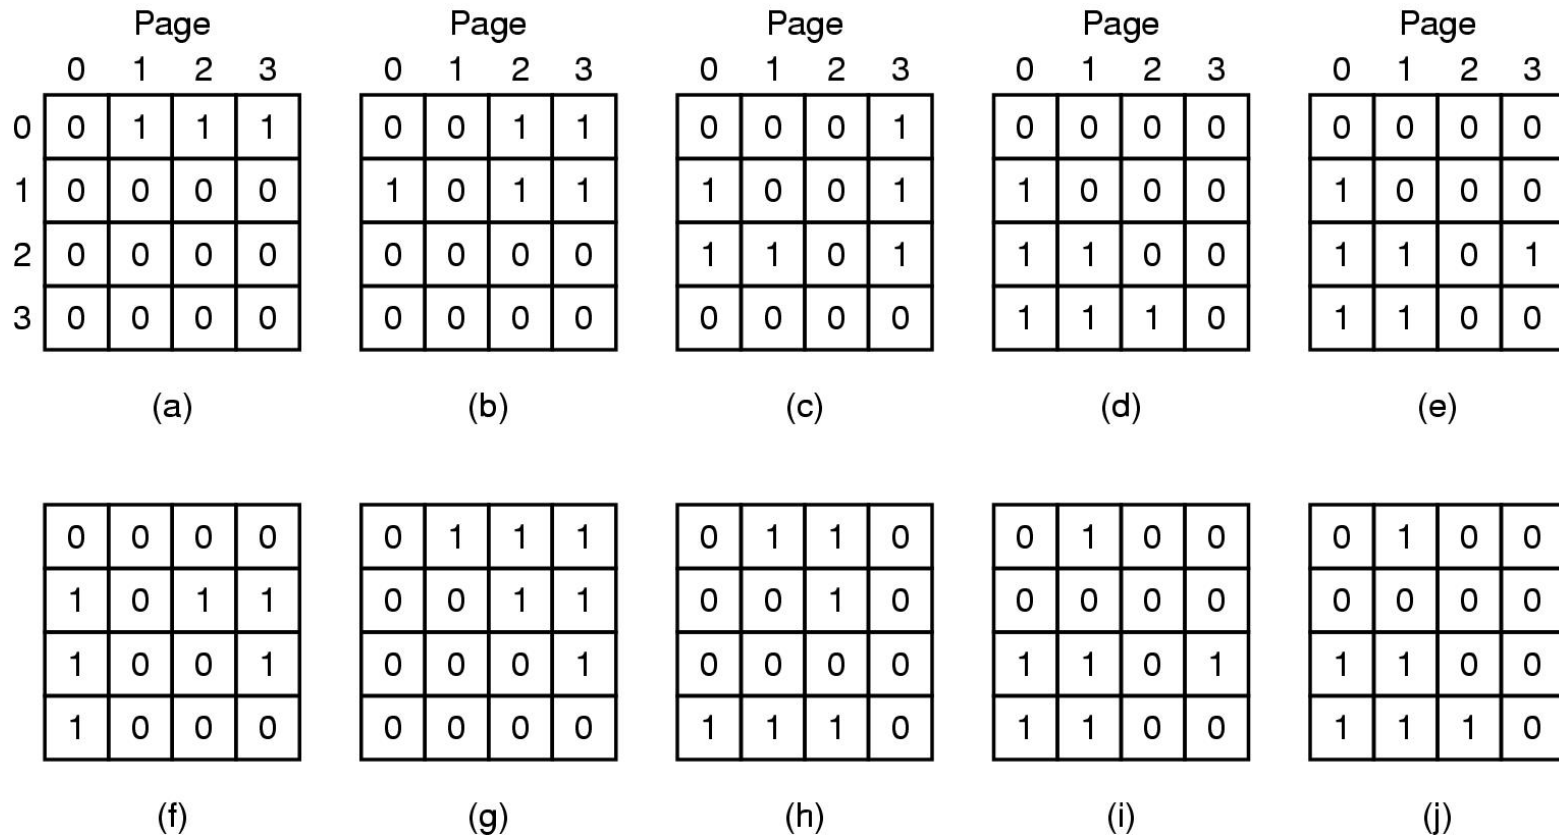 Page Page Page Page Page
0 1 2 3 0 1 2 3 0 1 2 3 0 1 2 3 0 1 2 3
0 0 1 1 1 0 0 1 1 0 0 0 1 0 0 0 0 0 0 0 0
1 0 0 0 0 1 0 1 1 1 0 0 1 1 0 0 0 1 0 0 0
2 0 0 0 0 0 0 0 0 1 1 0 1 1 1 0 0 1 1 0 1
3 0 0 0 0 0 0 0 0 0 0 0 0 1 1 1 0 1 1 0 0
(a) (b) (c) (d) (e)
0 0 0 0 0 1 1 1 0 1 1 0 0 1 0 0 0 1 0 0
1 0 1 1 0 0 1 1 0 0 1 0 0 0 0 0 0 0 0 0
1 0 0 1 0 0 0 1 0 0 0 0 1 1 0 1 1 1 0 0
1 0 0 0 0 0 0 0 1 1 1 0 1 1 0 0 1 1 1 0
(f) (g) (h) (i) (j)